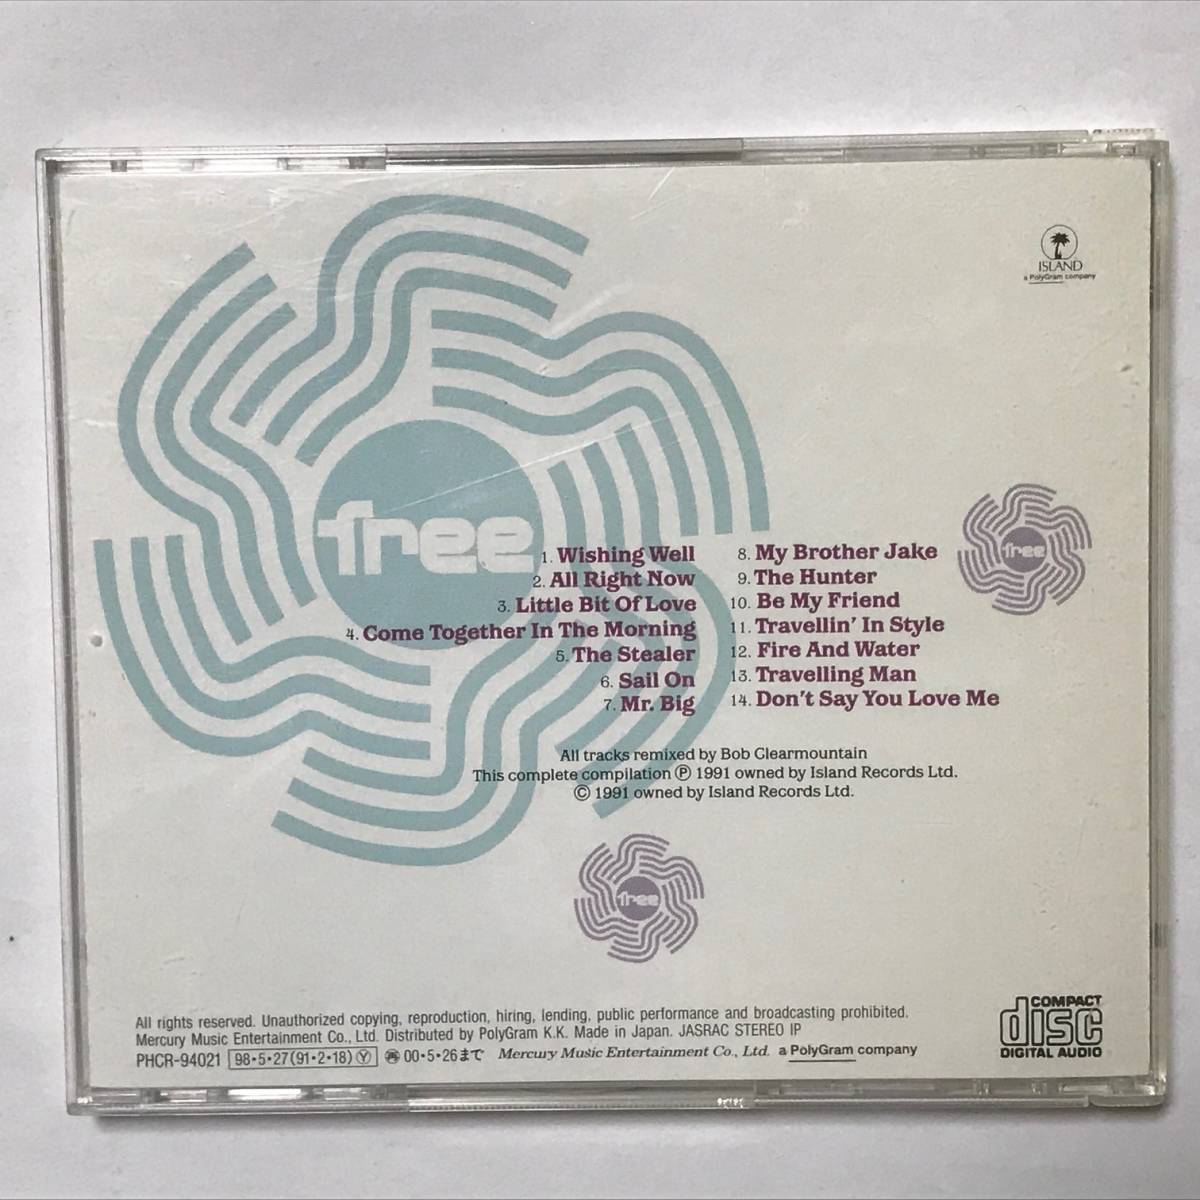 ISLAND
a PolyGram company
free
1. Wishing Well
2. All Right Now
3. Little Bit Of Love
4. Come Together In The Morning
5. The Stealer
6. Sail On
7. Mr. Big
8. My Brother Jake
9. The Hunter
10. Be My Friend
11. Travellin' In Style
12. Fire And Water
13. Travelling Man
14. Don't Say You Love Me
free
All tracks remixed by Bob Clearmountain
This complete compilation Ⓟ 1991 owned by Island Records Ltd.
© 1991 owned by Island Records Ltd.
free
All rights reserved. Unauthorized copying, reproduction, hiring, lending, public performance and broadcasting prohibited.
Mercury Music Entertainment Co., Ltd. Distributed by PolyGram K.K. Made in Japan. JASRAC STEREO IP
PHCR-94021 98・5・27(91・2・18)Ⓨ 00・5・26まで Mercury Music Entertainment Co., Ltd. a PolyGram company
COMPACT
disc
DIGITAL AUDIO